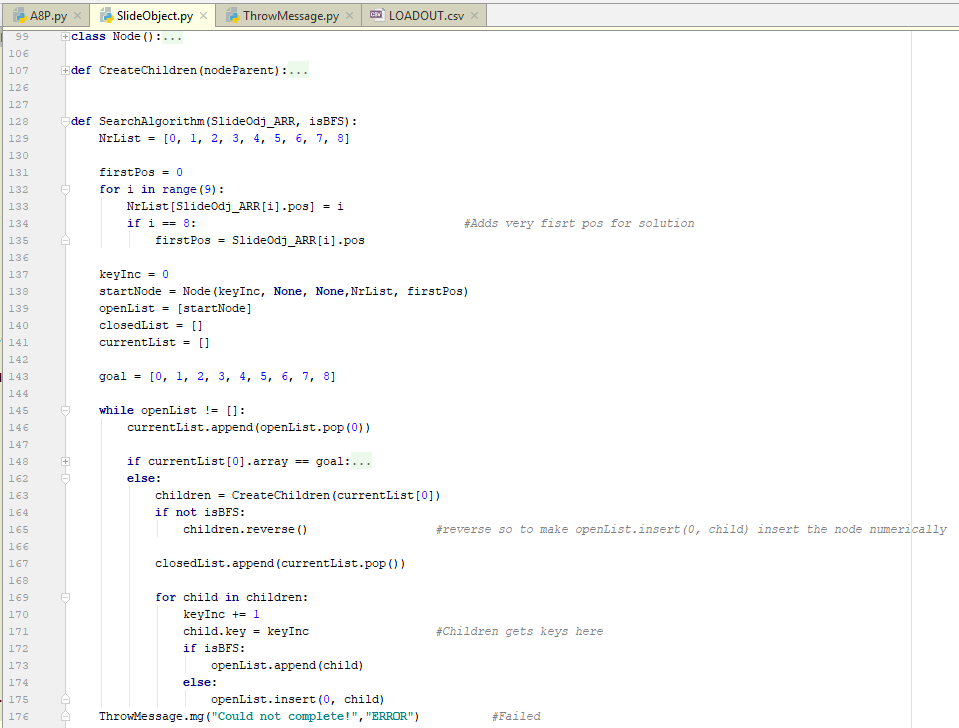 A8P.py SlideObject.py ThrowMessage.py LOADOUT.csv
99 class Node():...
106
107 def CreateChildren(nodeParent):...
126
127
128 def SearchAlgorithm(SlideOdj_ARR, isBFS):
129 NrList = [0, 1, 2, 3, 4, 5, 6, 7, 8]
130
131 firstPos = 0
132 for i in range(9):
133 NrList[SlideOdj_ARR[i].pos] = i
134 if i == 8: #Adds very fisrt pos for solution
135 firstPos = SlideOdj_ARR[i].pos
136
137 keyInc = 0
138 startNode = Node(keyInc, None, None,NrList, firstPos)
139 openList = [startNode]
140 closedList = []
141 currentList = []
142
143 goal = [0, 1, 2, 3, 4, 5, 6, 7, 8]
144
145 while openList != []:
146 currentList.append(openList.pop(0))
147
148 if currentList[0].array == goal:...
162 else:
163 children = CreateChildren(currentList[0])
164 if not isBFS:
165 children.reverse() #reverse so to make openList.insert(0, child) insert the node numerically
166
167 closedList.append(currentList.pop())
168
169 for child in children:
170 keyInc += 1
171 child.key = keyInc #Children gets keys here
172 if isBFS:
173 openList.append(child)
174 else:
175 openList.insert(0, child)
176 ThrowMessage.mg("Could not complete!","ERROR") #Failed